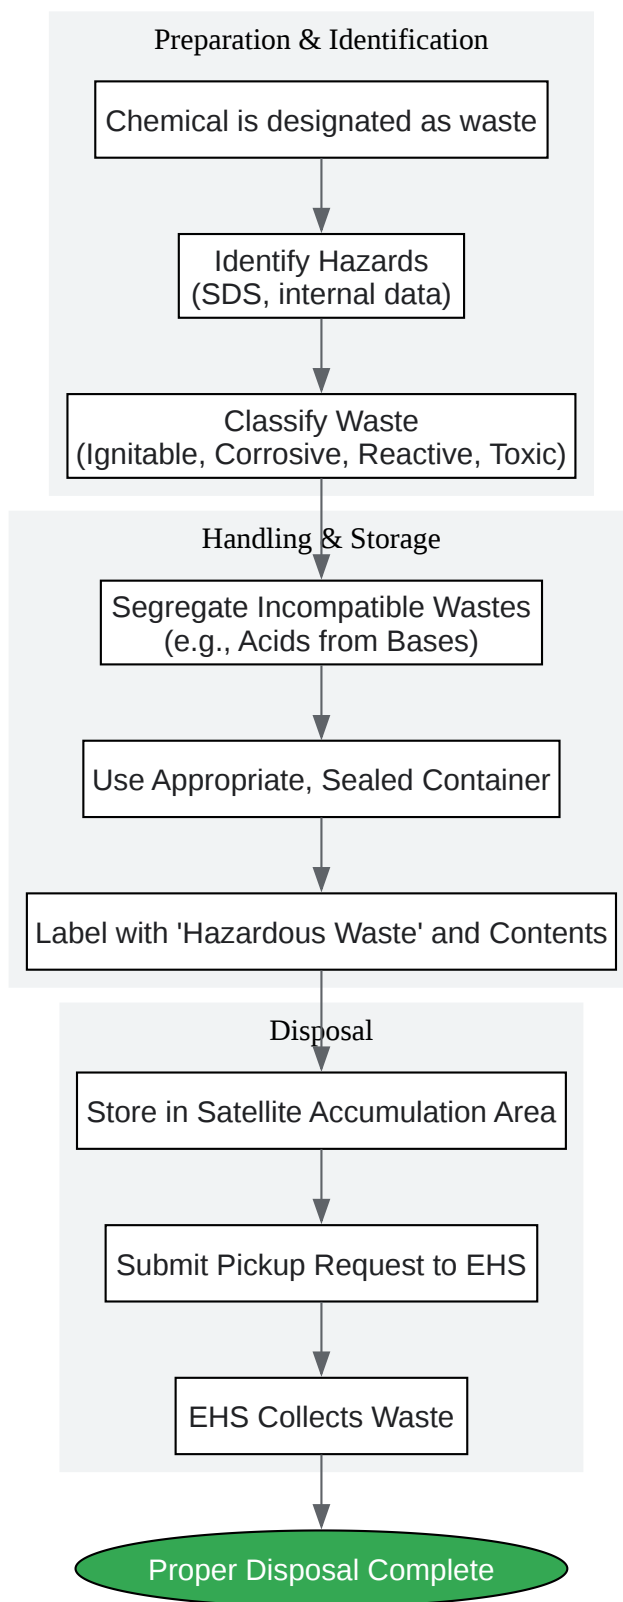 Preparation & Identification
Chemical is designated as waste
Identify Hazards
(SDS, internal data)
Classify Waste
(Ignitable, Corrosive, Reactive, Toxic)
Handling & Storage
Segregate Incompatible Wastes
(e.g., Acids from Bases)
Use Appropriate, Sealed Container
Label with 'Hazardous Waste' and Contents
Disposal
Store in Satellite Accumulation Area
Submit Pickup Request to EHS
EHS Collects Waste
Proper Disposal Complete